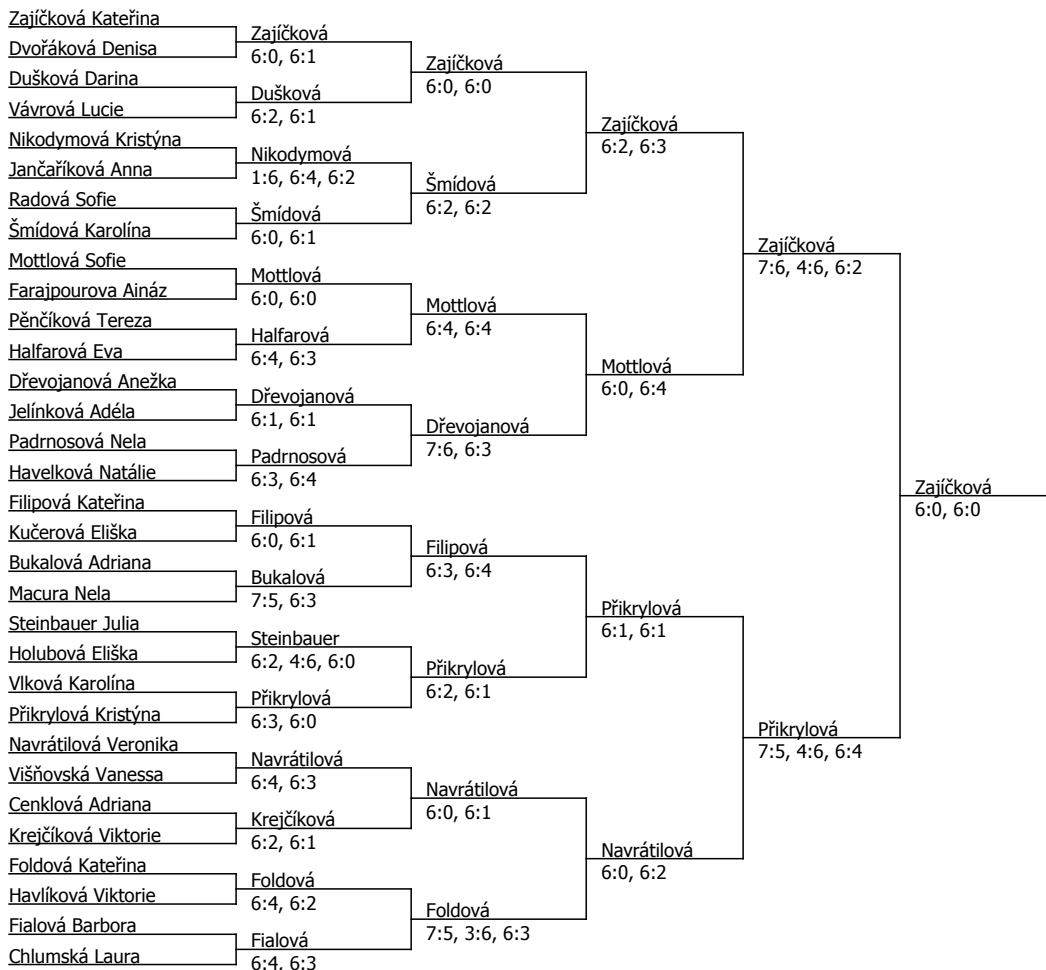 Zajíčková Kateřina
Dvořáková Denisa
Dušková Darina
Vávrová Lucie
Nikodymová Kristýna
Jančaříková Anna
Radová Sofie
Šmídová Karolína
Mottlová Sofie
Farajpourova Aináz
Pěnčíková Tereza
Halfarová Eva
Dřevojanová Anežka
Jelínková Adéla
Padrnosová Nela
Havelková Natálie
Filipová Kateřina
Kučerová Eliška
Bukalová Adriana
Macura Nela
Steinbauer Julia
Holubová Eliška
Vlková Karolína
Přikrylová Kristýna
Navrátilová Veronika
Višňovská Vanessa
Cenklová Adriana
Krejčíková Viktorie
Foldová Kateřina
Havlíková Viktorie
Fialová Barbora
Chlumská Laura
Zajíčková
6:0, 6:1
Dušková
6:2, 6:1
Nikodymová
1:6, 6:4, 6:2
Šmídová
6:0, 6:1
Mottlová
6:0, 6:0
Halfarová
6:4, 6:3
Dřevojanová
6:1, 6:1
Padrnosová
6:3, 6:4
Filipová
6:0, 6:1
Bukalová
7:5, 6:3
Steinbauer
6:2, 4:6, 6:0
Přikrylová
6:3, 6:0
Navrátilová
6:4, 6:3
Krejčíková
6:2, 6:1
Foldová
6:4, 6:2
Fialová
6:4, 6:3
Zajíčková
6:0, 6:0
Šmídová
6:2, 6:2
Mottlová
6:4, 6:4
Dřevojanová
7:6, 6:3
Filipová
6:3, 6:4
Přikrylová
6:2, 6:1
Navrátilová
6:0, 6:1
Foldová
7:5, 3:6, 6:3
Zajíčková
6:2, 6:3
Mottlová
6:0, 6:4
Přikrylová
6:1, 6:1
Navrátilová
6:0, 6:2
Zajíčková
7:6, 4:6, 6:2
Přikrylová
7:5, 4:6, 6:4
Zajíčková
6:0, 6:0